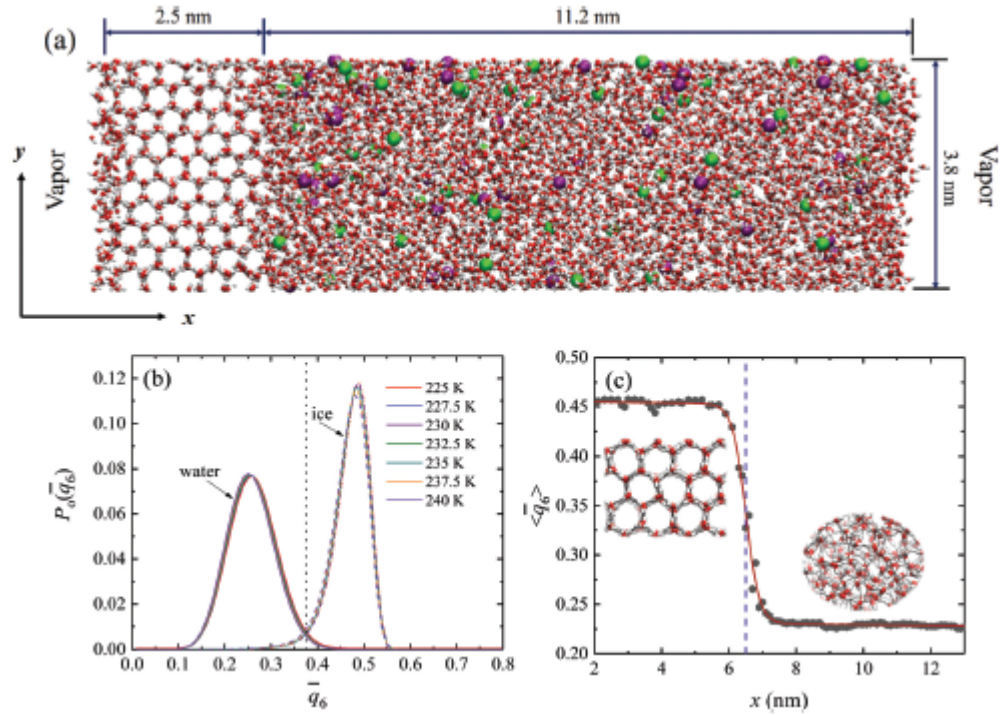 2.5 nm
11.2 nm
(a)
y
Vapor
3.8 nm
Vapor
x
(b)
0.12
0.10
0.08
0.06
0.04
0.02
0.00
P_o(q̅_6)
water
ice
225 K
227.5 K
230 K
232.5 K
235 K
237.5 K
240 K
0.0 0.1 0.2 0.3 0.4 0.5 0.6 0.7 0.8
q̅_6
(c)
0.50
0.45
0.40
0.35
0.30
0.25
0.20
<q̅_6>
2 4 6 8 10 12
x (nm)